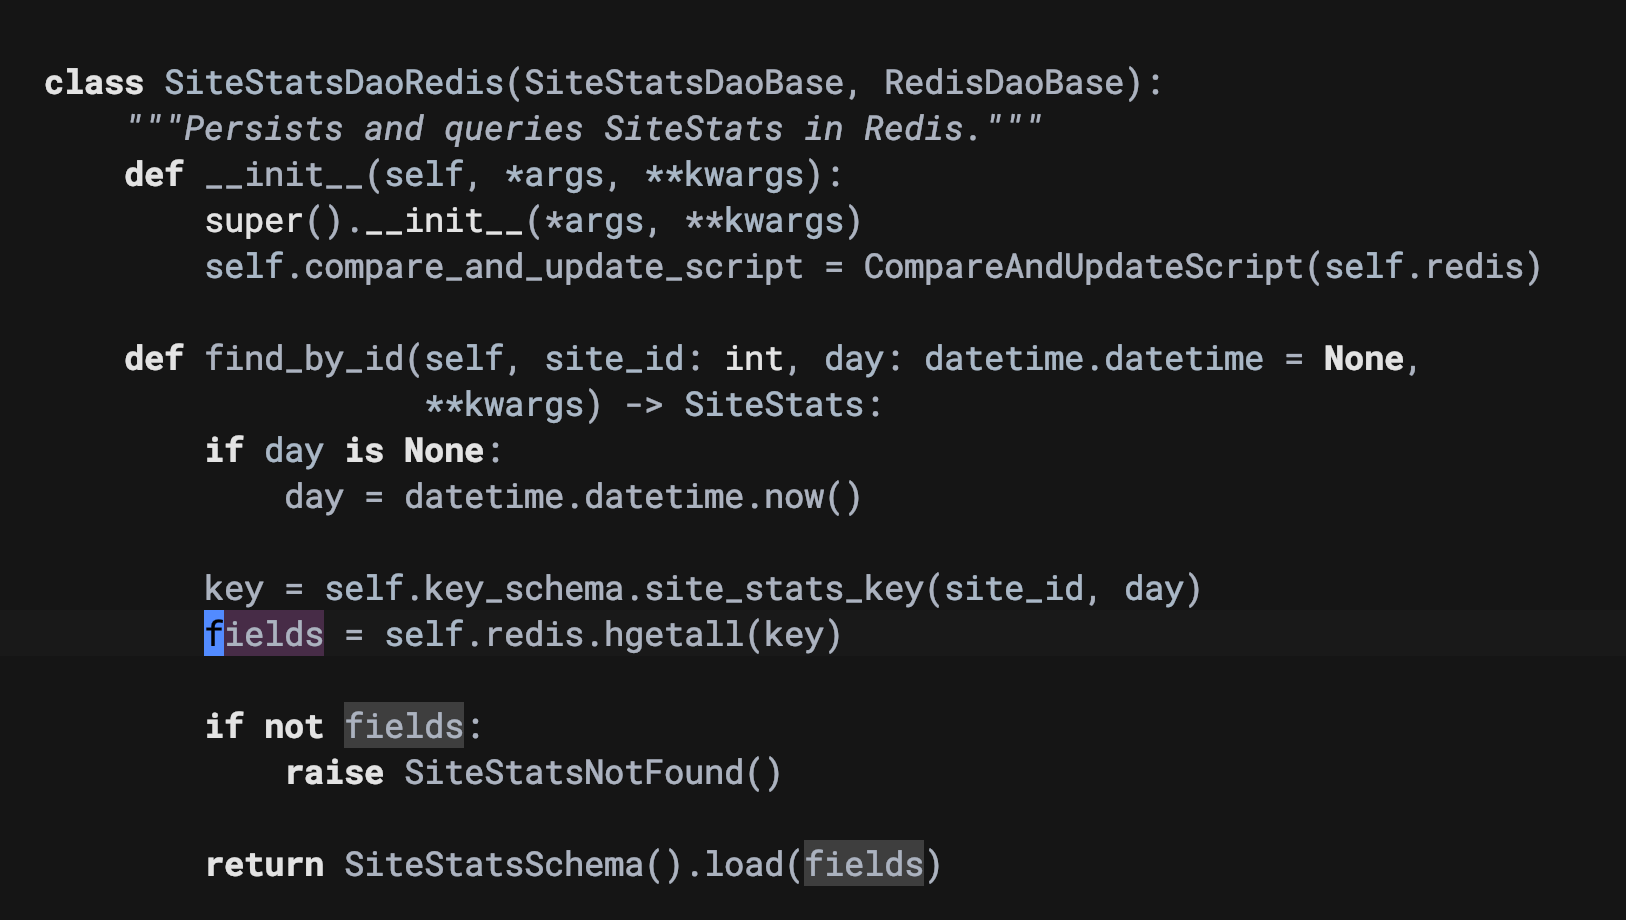 class SiteStatsDaoRedis(SiteStatsDaoBase, RedisDaoBase):
    """Persists and queries SiteStats in Redis."""
    def __init__(self, *args, **kwargs):
        super().__init__(*args, **kwargs)
        self.compare_and_update_script = CompareAndUpdateScript(self.redis)

    def find_by_id(self, site_id: int, day: datetime.datetime = None,
                   **kwargs) -> SiteStats:
        if day is None:
            day = datetime.datetime.now()

        key = self.key_schema.site_stats_key(site_id, day)
        fields = self.redis.hgetall(key)

        if not fields:
            raise SiteStatsNotFound()

        return SiteStatsSchema().load(fields)